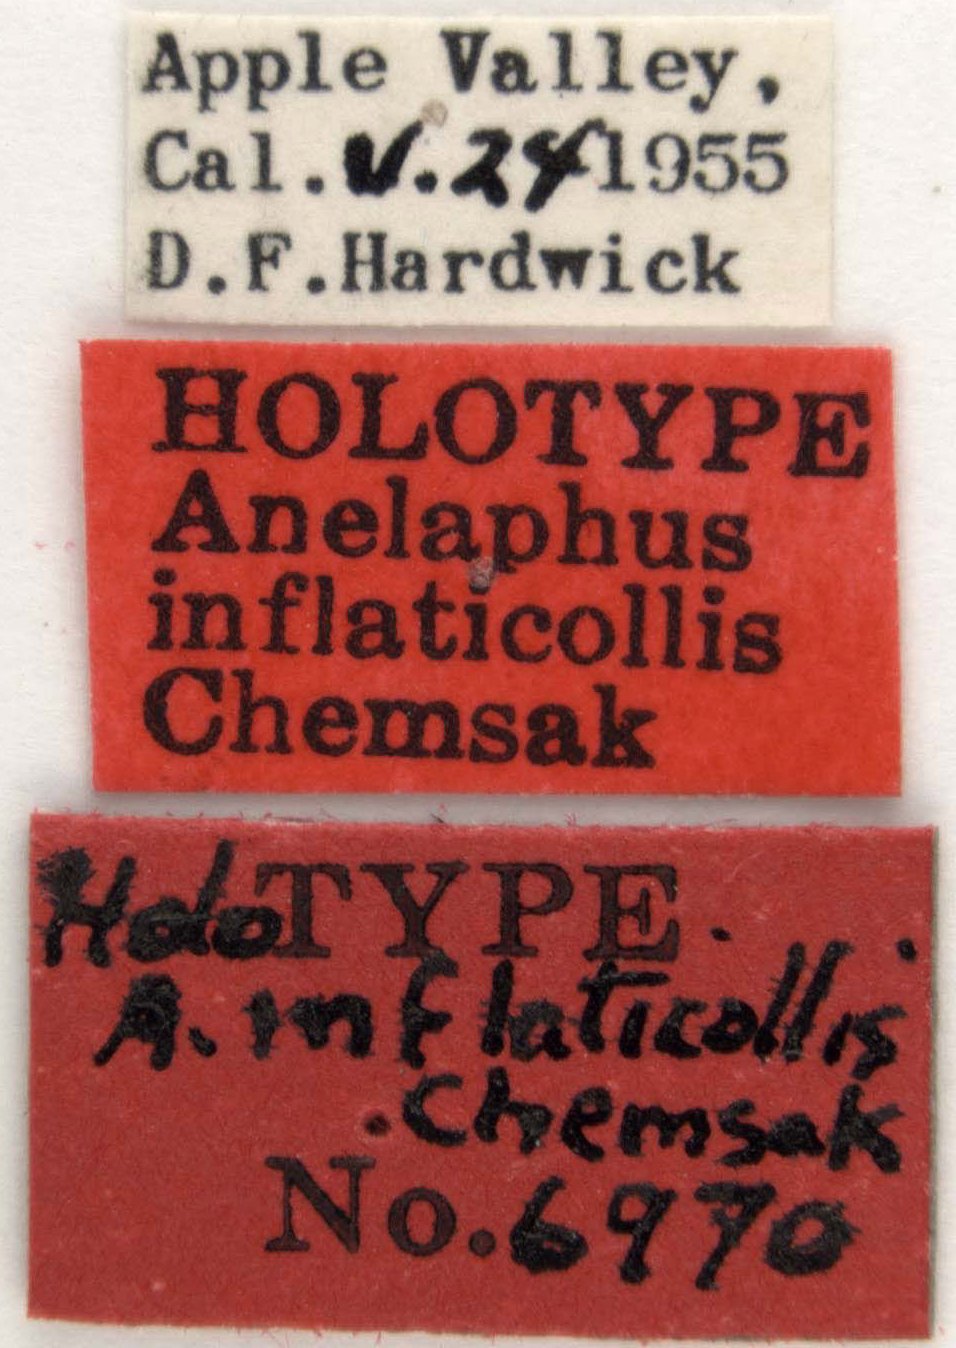 Apple Valley,
Cal. V.24 1955
D.F.Hardwick
HOLOTYPE
Anelaphus
inflaticollis
Chemsak
HoloTYPE
A. inflaticollis
Chemsak
No. 6970